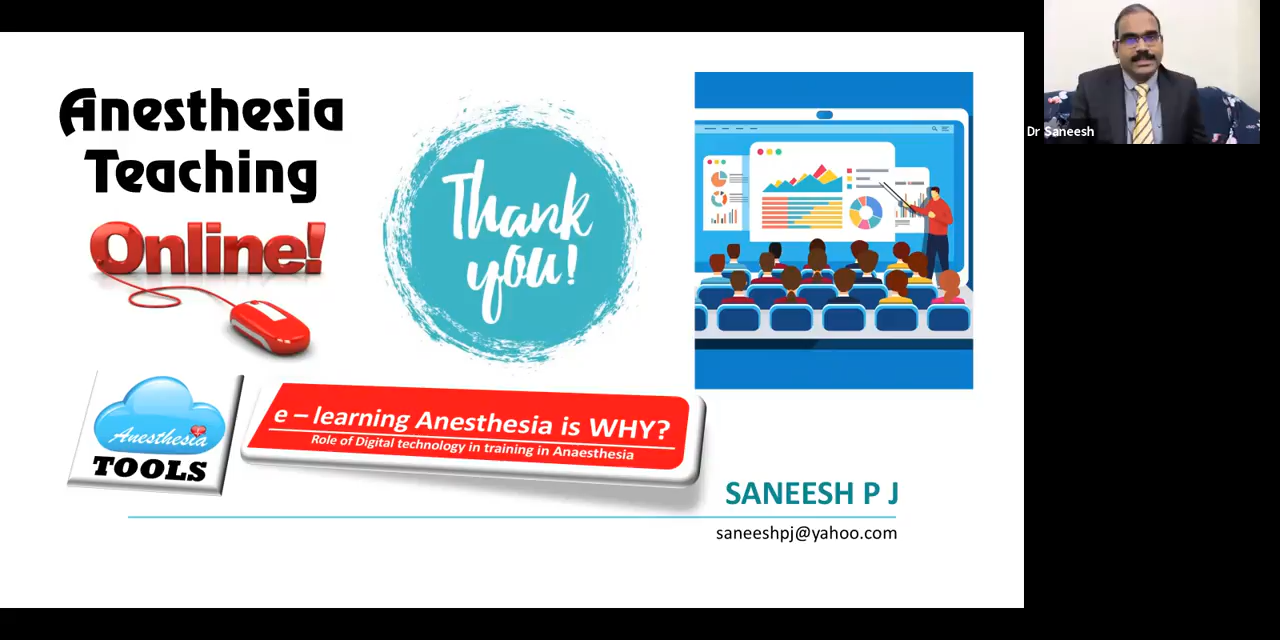 Anesthesia
Teaching
Online!
Thank
you!
Anesthesia
TOOLS
e – learning Anesthesia is WHY?
Role of Digital technology in training in Anaesthesia
SANEESH P J
saneeshpj@yahoo.com
Dr Saneesh